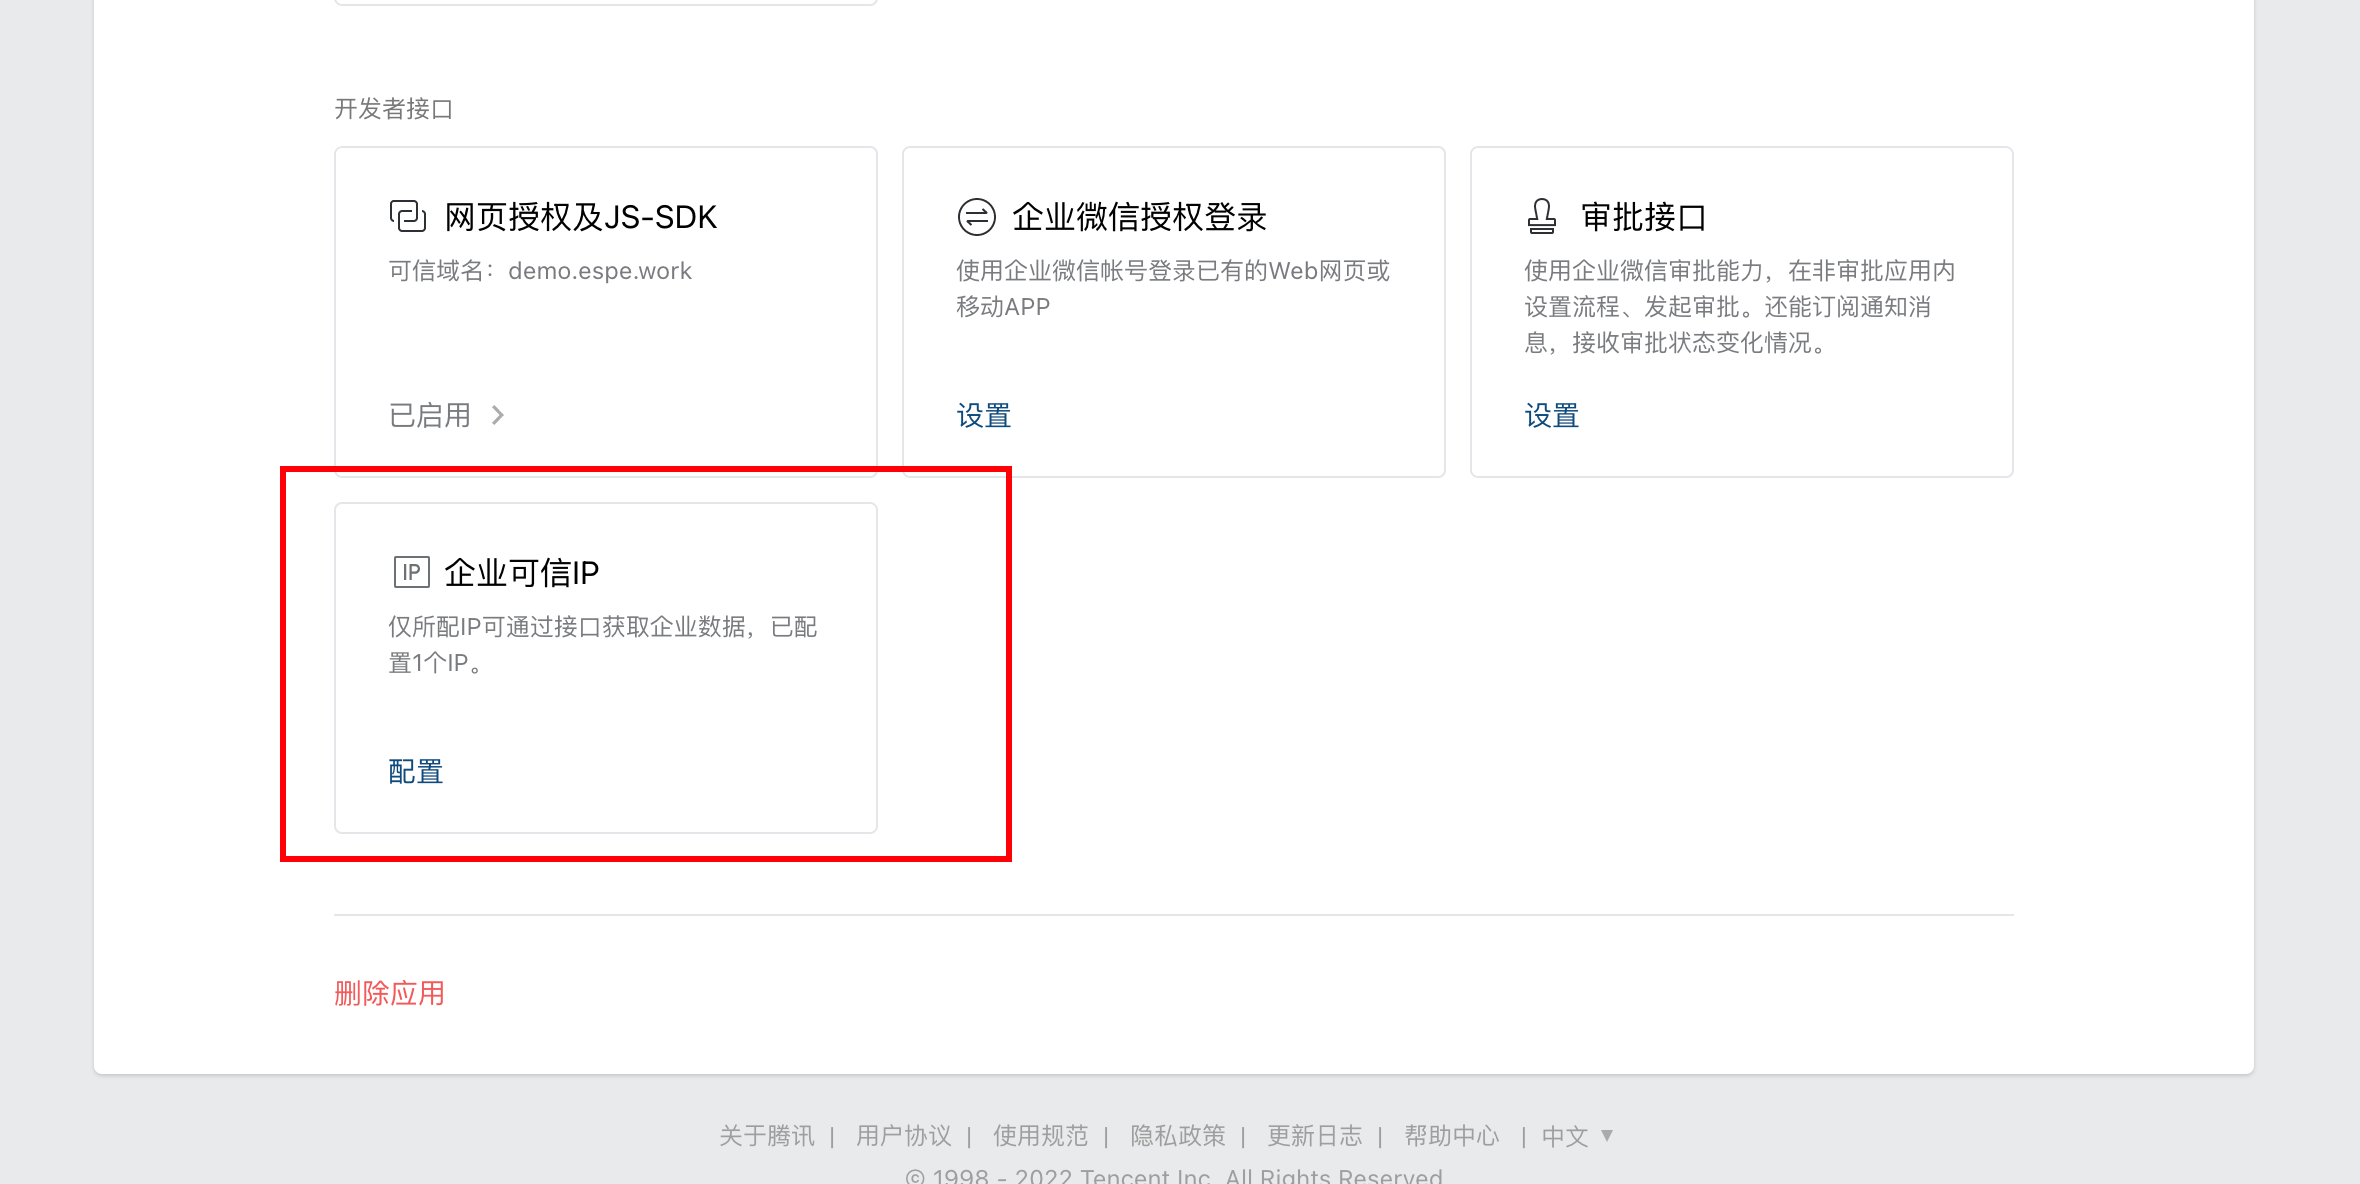 开发者接口
网页授权及JS-SDK
可信域名：demo.espe.work
已启用
企业微信授权登录
使用企业微信帐号登录已有的Web网页或
移动APP
设置
审批接口
使用企业微信审批能力，在非审批应用内
设置流程、发起审批。还能订阅通知消
息，接收审批状态变化情况。
设置
IP 企业可信IP
仅所配IP可通过接口获取企业数据，已配
置1个IP。
配置
删除应用
关于腾讯 | 用户协议 | 使用规范 | 隐私政策 | 更新日志 | 帮助中心 | 中文 ▼
© 1998 - 2022 Tencent Inc. All Rights Reserved